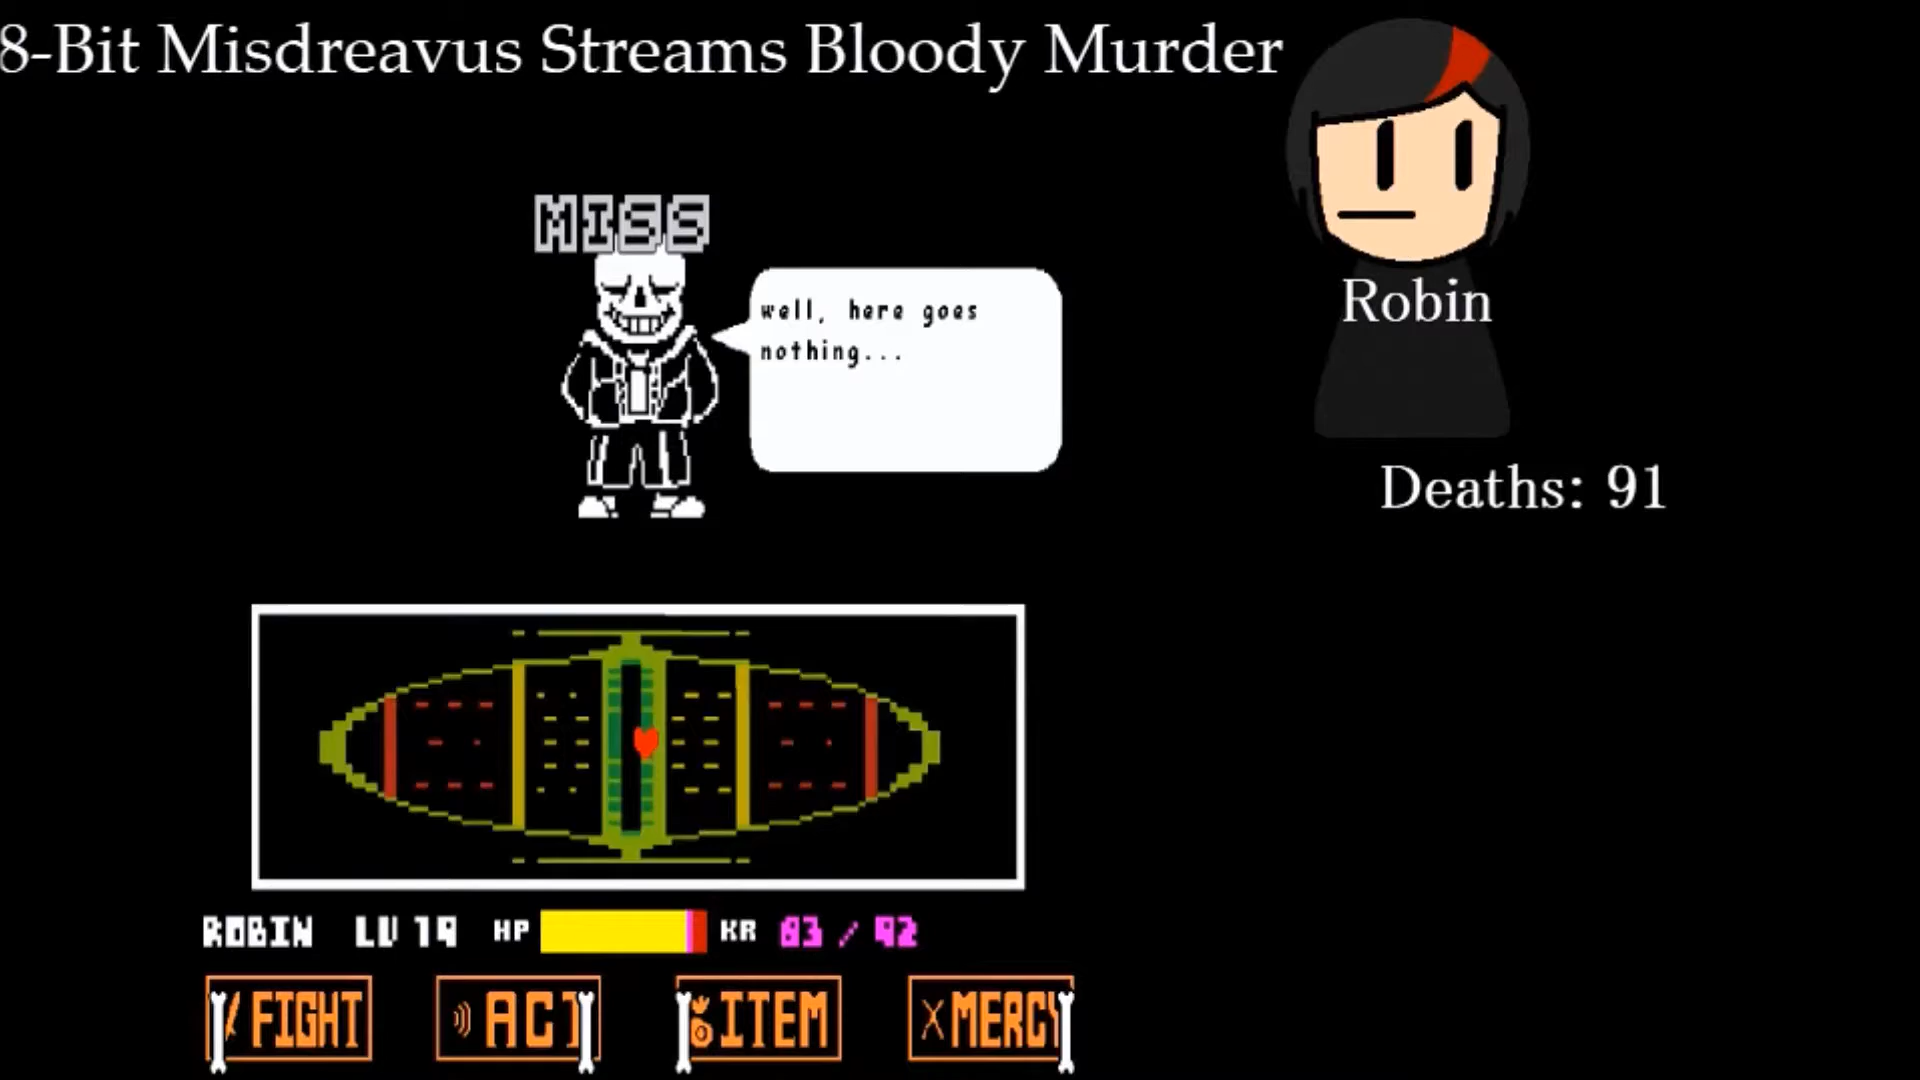 8-Bit Misdreavus Streams Bloody Murder
MISS
well, here goes
nothing...
Robin
Deaths: 91
ROBIN LV 19 HP KR 83 / 92
FIGHT ACT ITEM MERCY